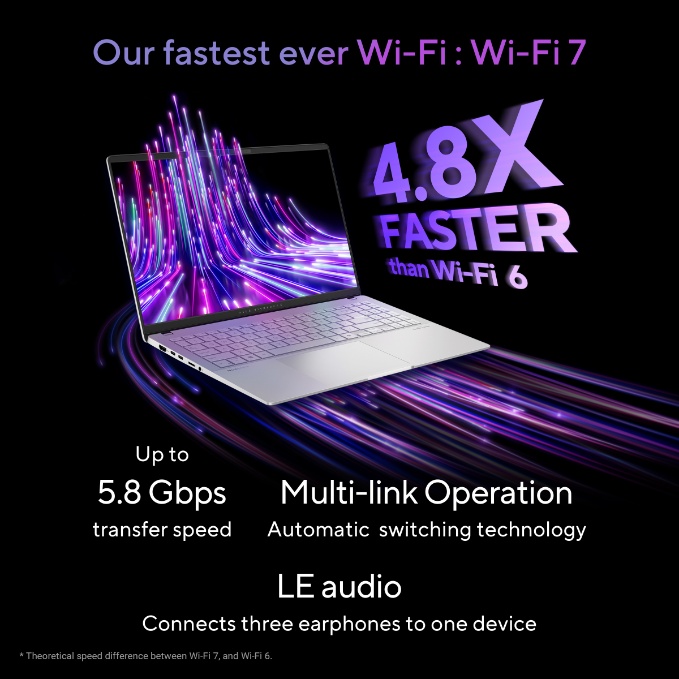 Our fastest ever Wi-Fi : Wi-Fi 7
4.8X
FASTER
than Wi-Fi 6
Up to
5.8 Gbps
transfer speed
Multi-link Operation
Automatic switching technology
LE audio
Connects three earphones to one device
* Theoretical speed difference between Wi-Fi 7, and Wi-Fi 6.